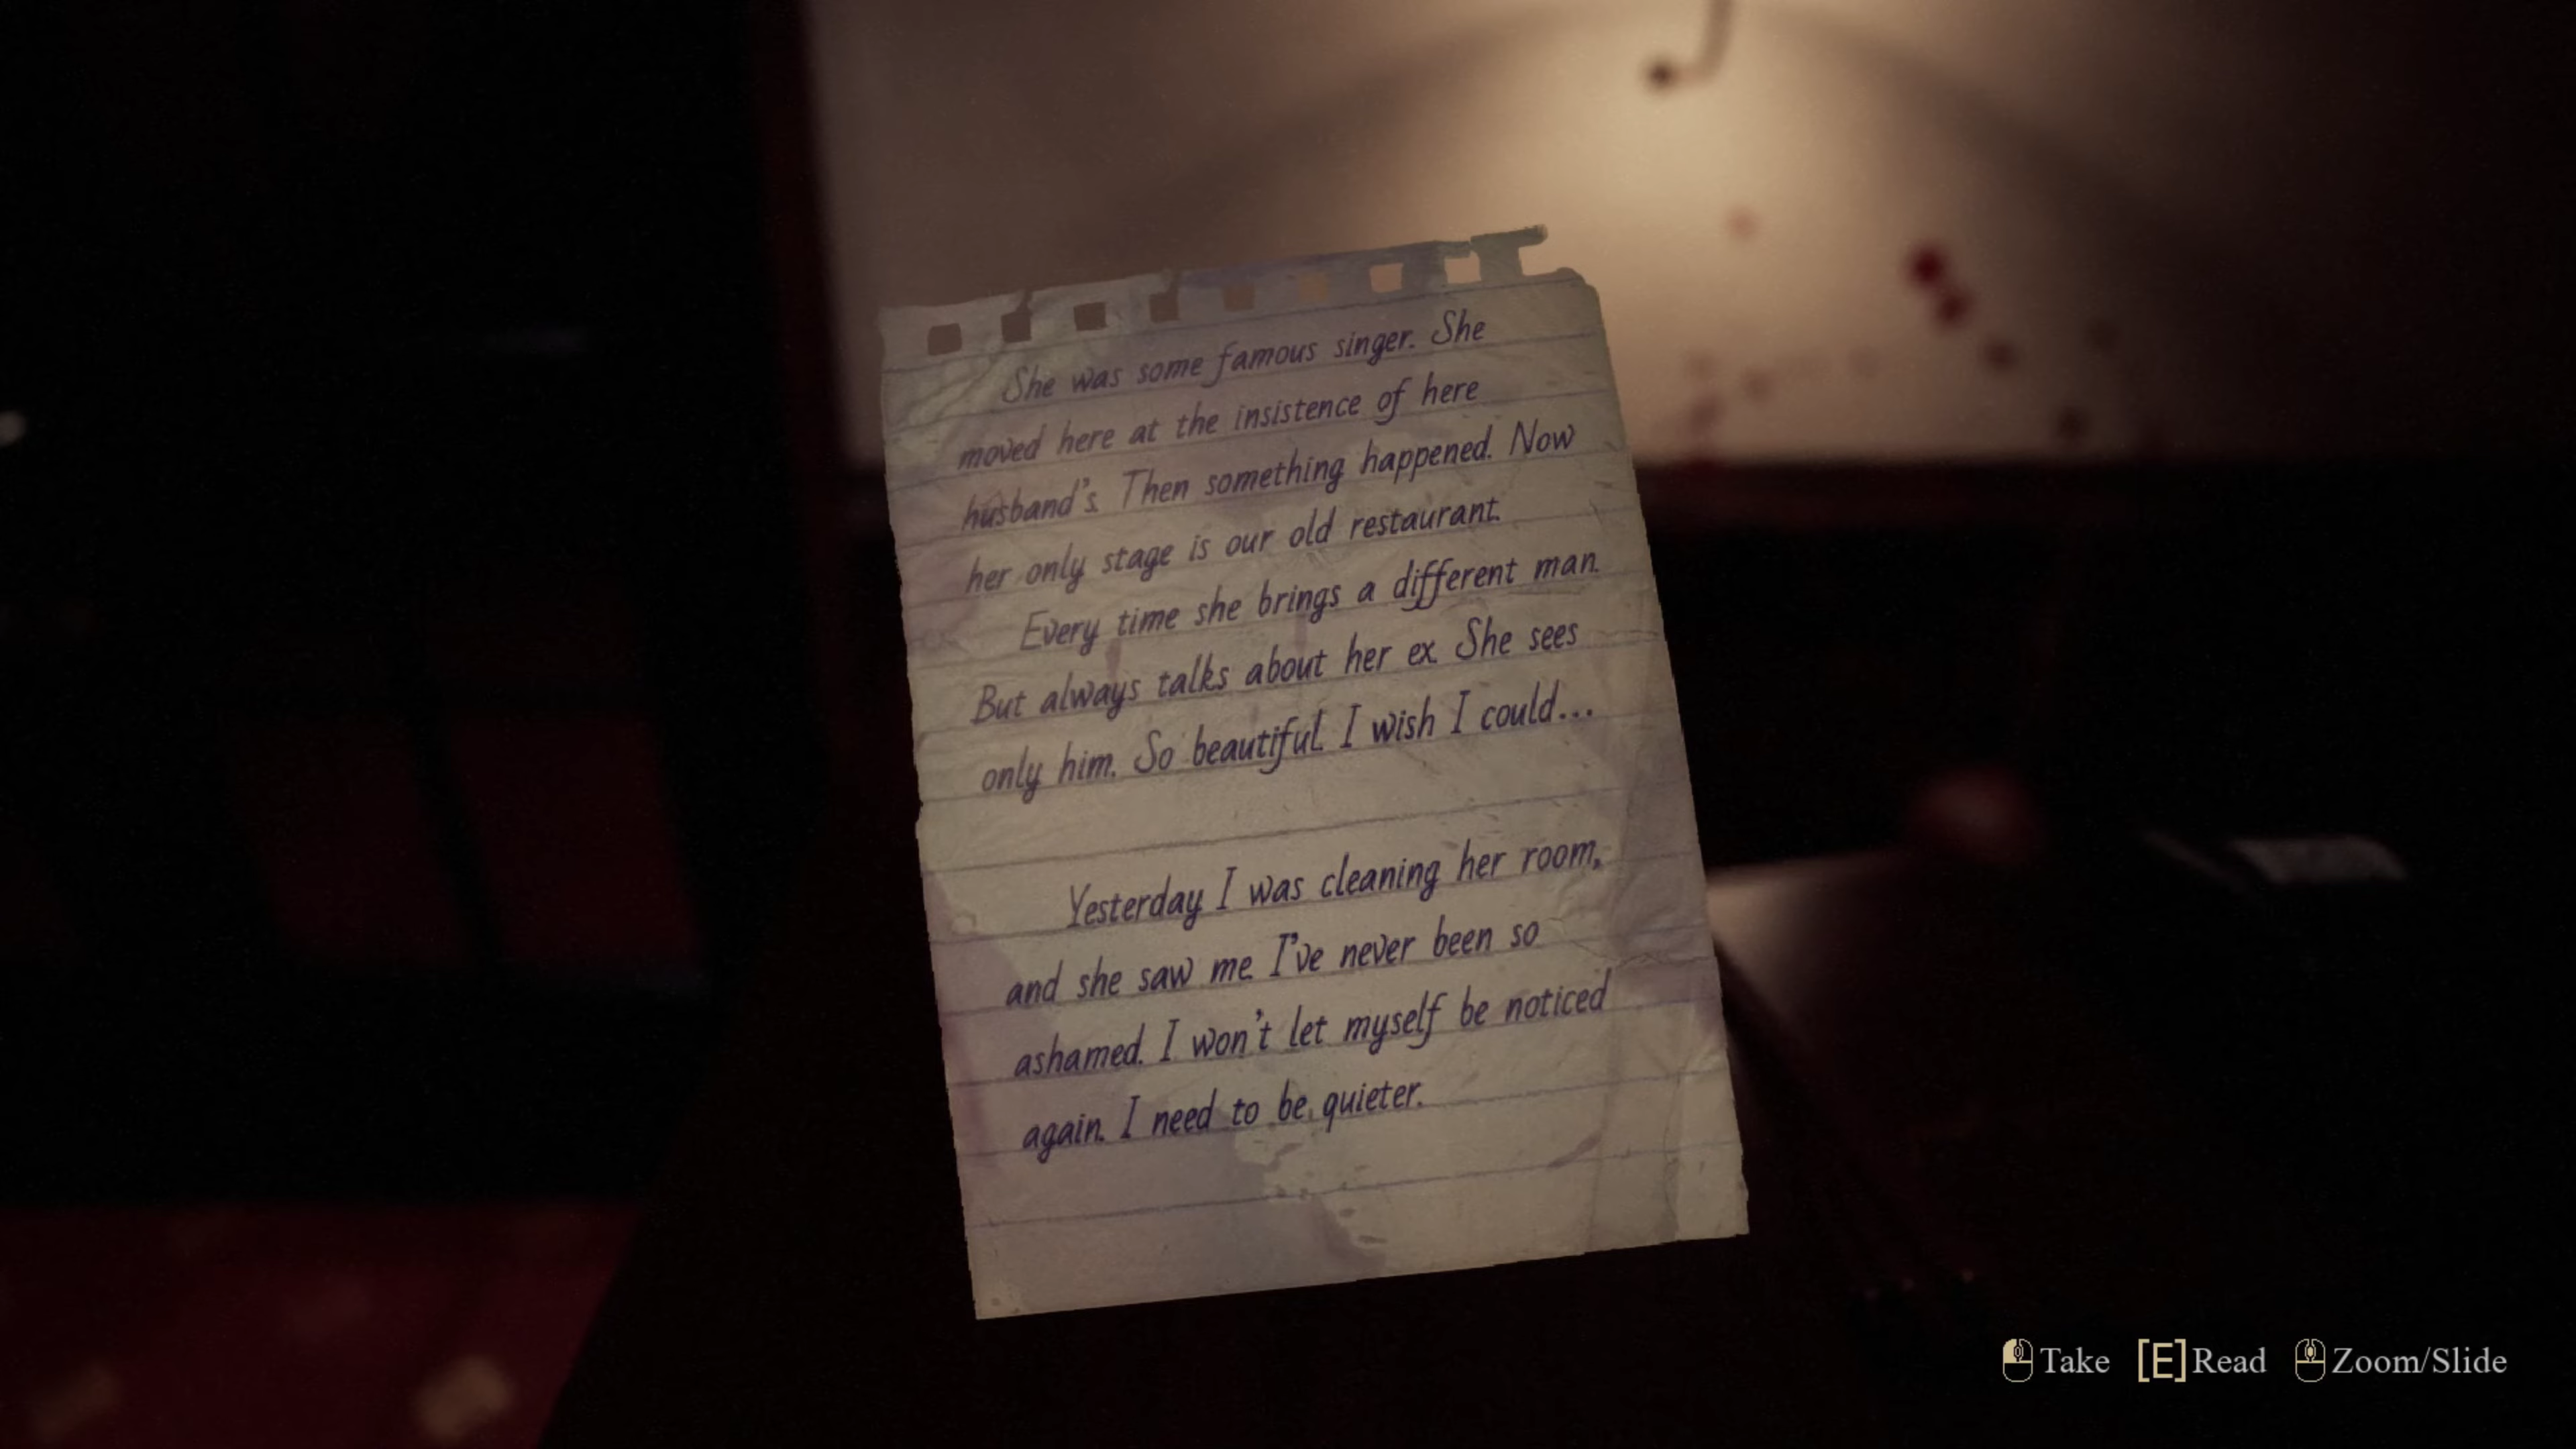 She was some famous singer. She
moved here at the insistence of here
husband's. Then something happened. Now
her only stage is our old restaurant.
Every time she brings a different man.
But always talks about her ex. She sees
only him. So beautiful. I wish I could...
Yesterday I was cleaning her room,
and she saw me. I've never been so
ashamed. I won't let myself be noticed
again. I need to be quieter.
Take [E] Read Zoom/Slide